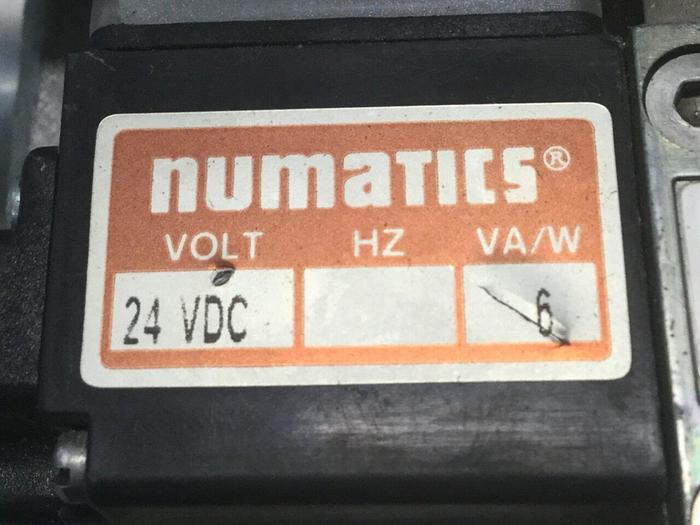 numatics®
VOLT HZ VA/W
24 VDC 6